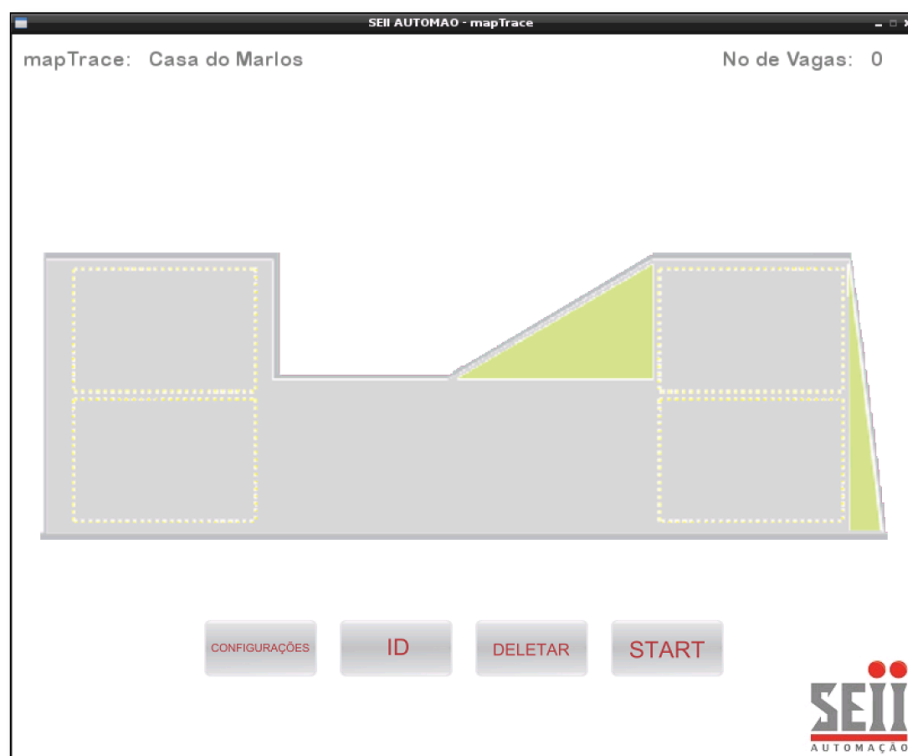 SEII AUTOMAO - mapTrace
mapTrace: Casa do Marlos
No de Vagas: 0
CONFIGURAÇÕES
ID
DELETAR
START
SEII
AUTOMAÇÃO